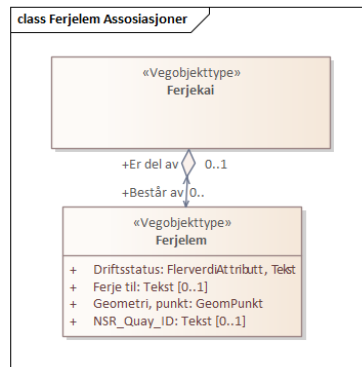 class Ferjelem Assosiasjoner
«Vegobjekttype»
Ferjekai
+Er del av 0..1
+Består av 0..
«Vegobjekttype»
Ferjelem
+ Driftsstatus: FlerverdiAttributt, Tekst
+ Ferje til: Tekst [0..1]
+ Geometri, punkt: GeomPunkt
+ NSR_Quay_ID: Tekst [0..1]